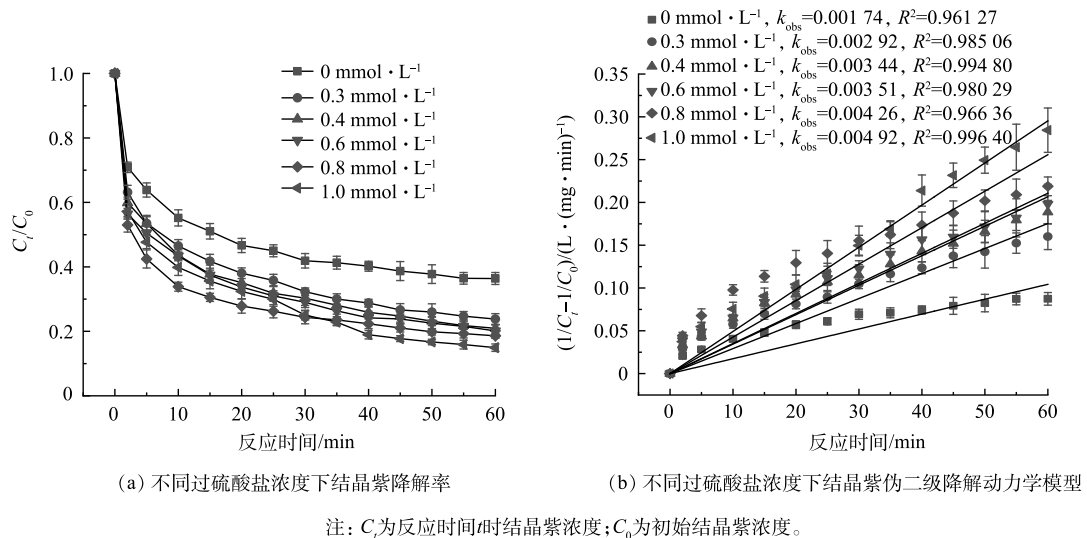 1.0
0.8
0.6
0.4
0.2
0
0
10
20
30
40
50
60
Cₜ/C₀
反应时间/min
0 mmol·L⁻¹
0.3 mmol·L⁻¹
0.4 mmol·L⁻¹
0.6 mmol·L⁻¹
0.8 mmol·L⁻¹
1.0 mmol·L⁻¹
(a) 不同过硫酸盐浓度下结晶紫降解率
0 mmol·L⁻¹, k_obs=0.001 74, R²=0.961 27
0.3 mmol·L⁻¹, k_obs=0.002 92, R²=0.985 06
0.4 mmol·L⁻¹, k_obs=0.003 44, R²=0.994 80
0.6 mmol·L⁻¹, k_obs=0.003 51, R²=0.980 29
0.8 mmol·L⁻¹, k_obs=0.004 26, R²=0.966 36
1.0 mmol·L⁻¹, k_obs=0.004 92, R²=0.996 40
0.35
0.30
0.25
0.20
0.15
0.10
0.05
0
0
10
20
30
40
50
60
(1/Cₜ−1/C₀)/(L·(mg·min)⁻¹)
反应时间/min
(b) 不同过硫酸盐浓度下结晶紫伪二级降解动力学模型
注: Cₜ为反应时间t时结晶紫浓度;C₀为初始结晶紫浓度。